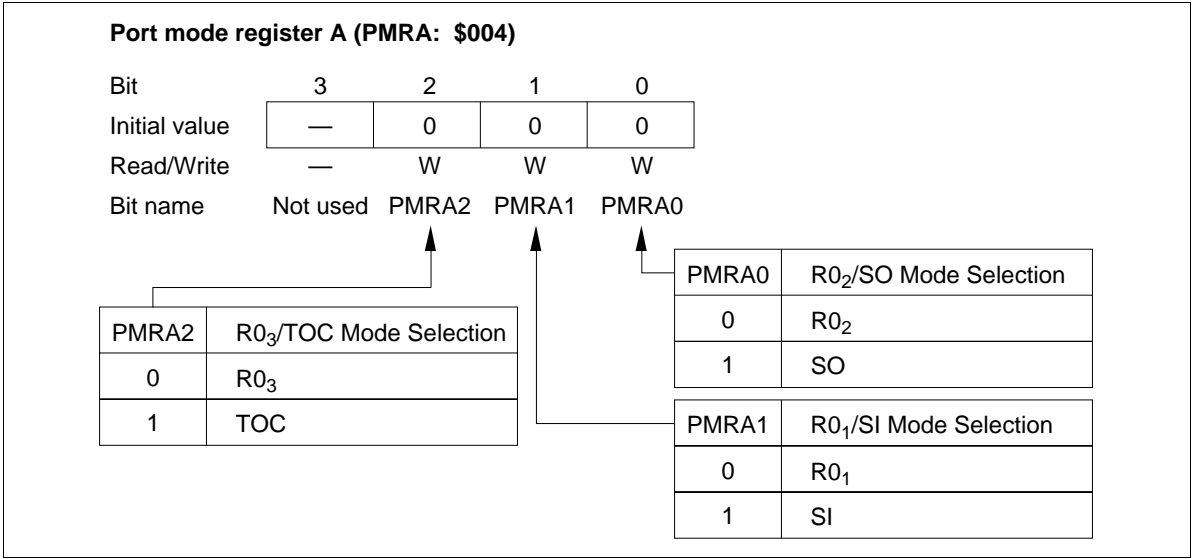 Port mode register A (PMRA: $004)
Bit 3 2 1 0
Initial value — 0 0 0
Read/Write — W W W
Bit name Not used PMRA2 PMRA1 PMRA0
PMRA2 R0₃/TOC Mode Selection
0 R0₃
1 TOC
PMRA0 R0₂/SO Mode Selection
0 R0₂
1 SO
PMRA1 R0₁/SI Mode Selection
0 R0₁
1 SI